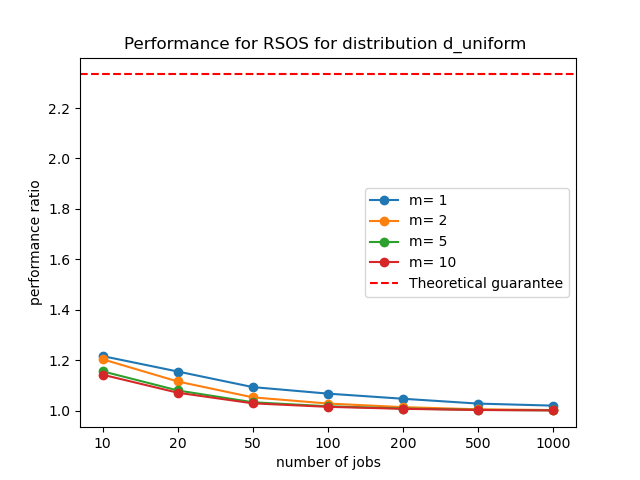 Performance for RSOS for distribution d_uniform
performance ratio
2.2
2.0
1.8
1.6
1.4
1.2
1.0
m= 1
m= 2
m= 5
m= 10
Theoretical guarantee
10 20 50 100 200 500 1000
number of jobs